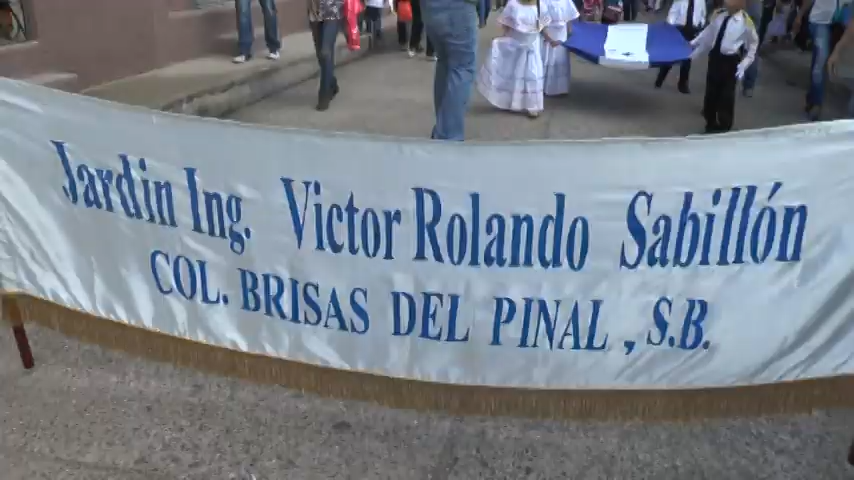 Jardin Ing. Victor Rolando Sabillón
COL. BRISAS DEL PINAL , S.B.